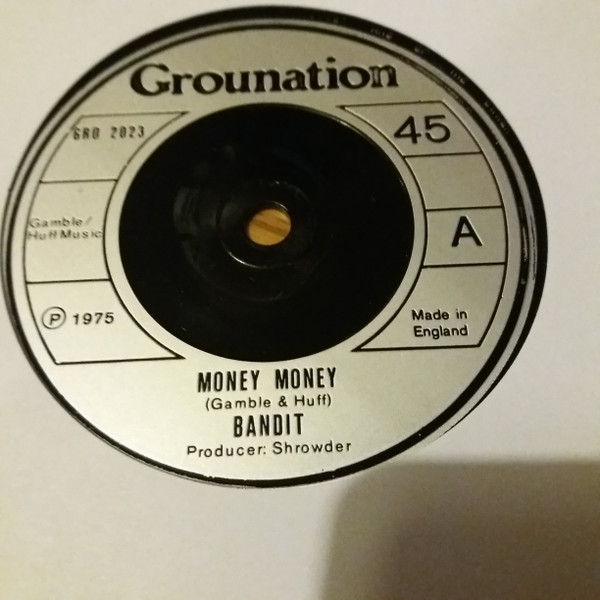 Grounation
GRO 2023
45
Gamble/
Huff Music
A
Ⓟ 1975
Made in
England
MONEY MONEY
(Gamble & Huff)
BANDIT
Producer: Shrowder